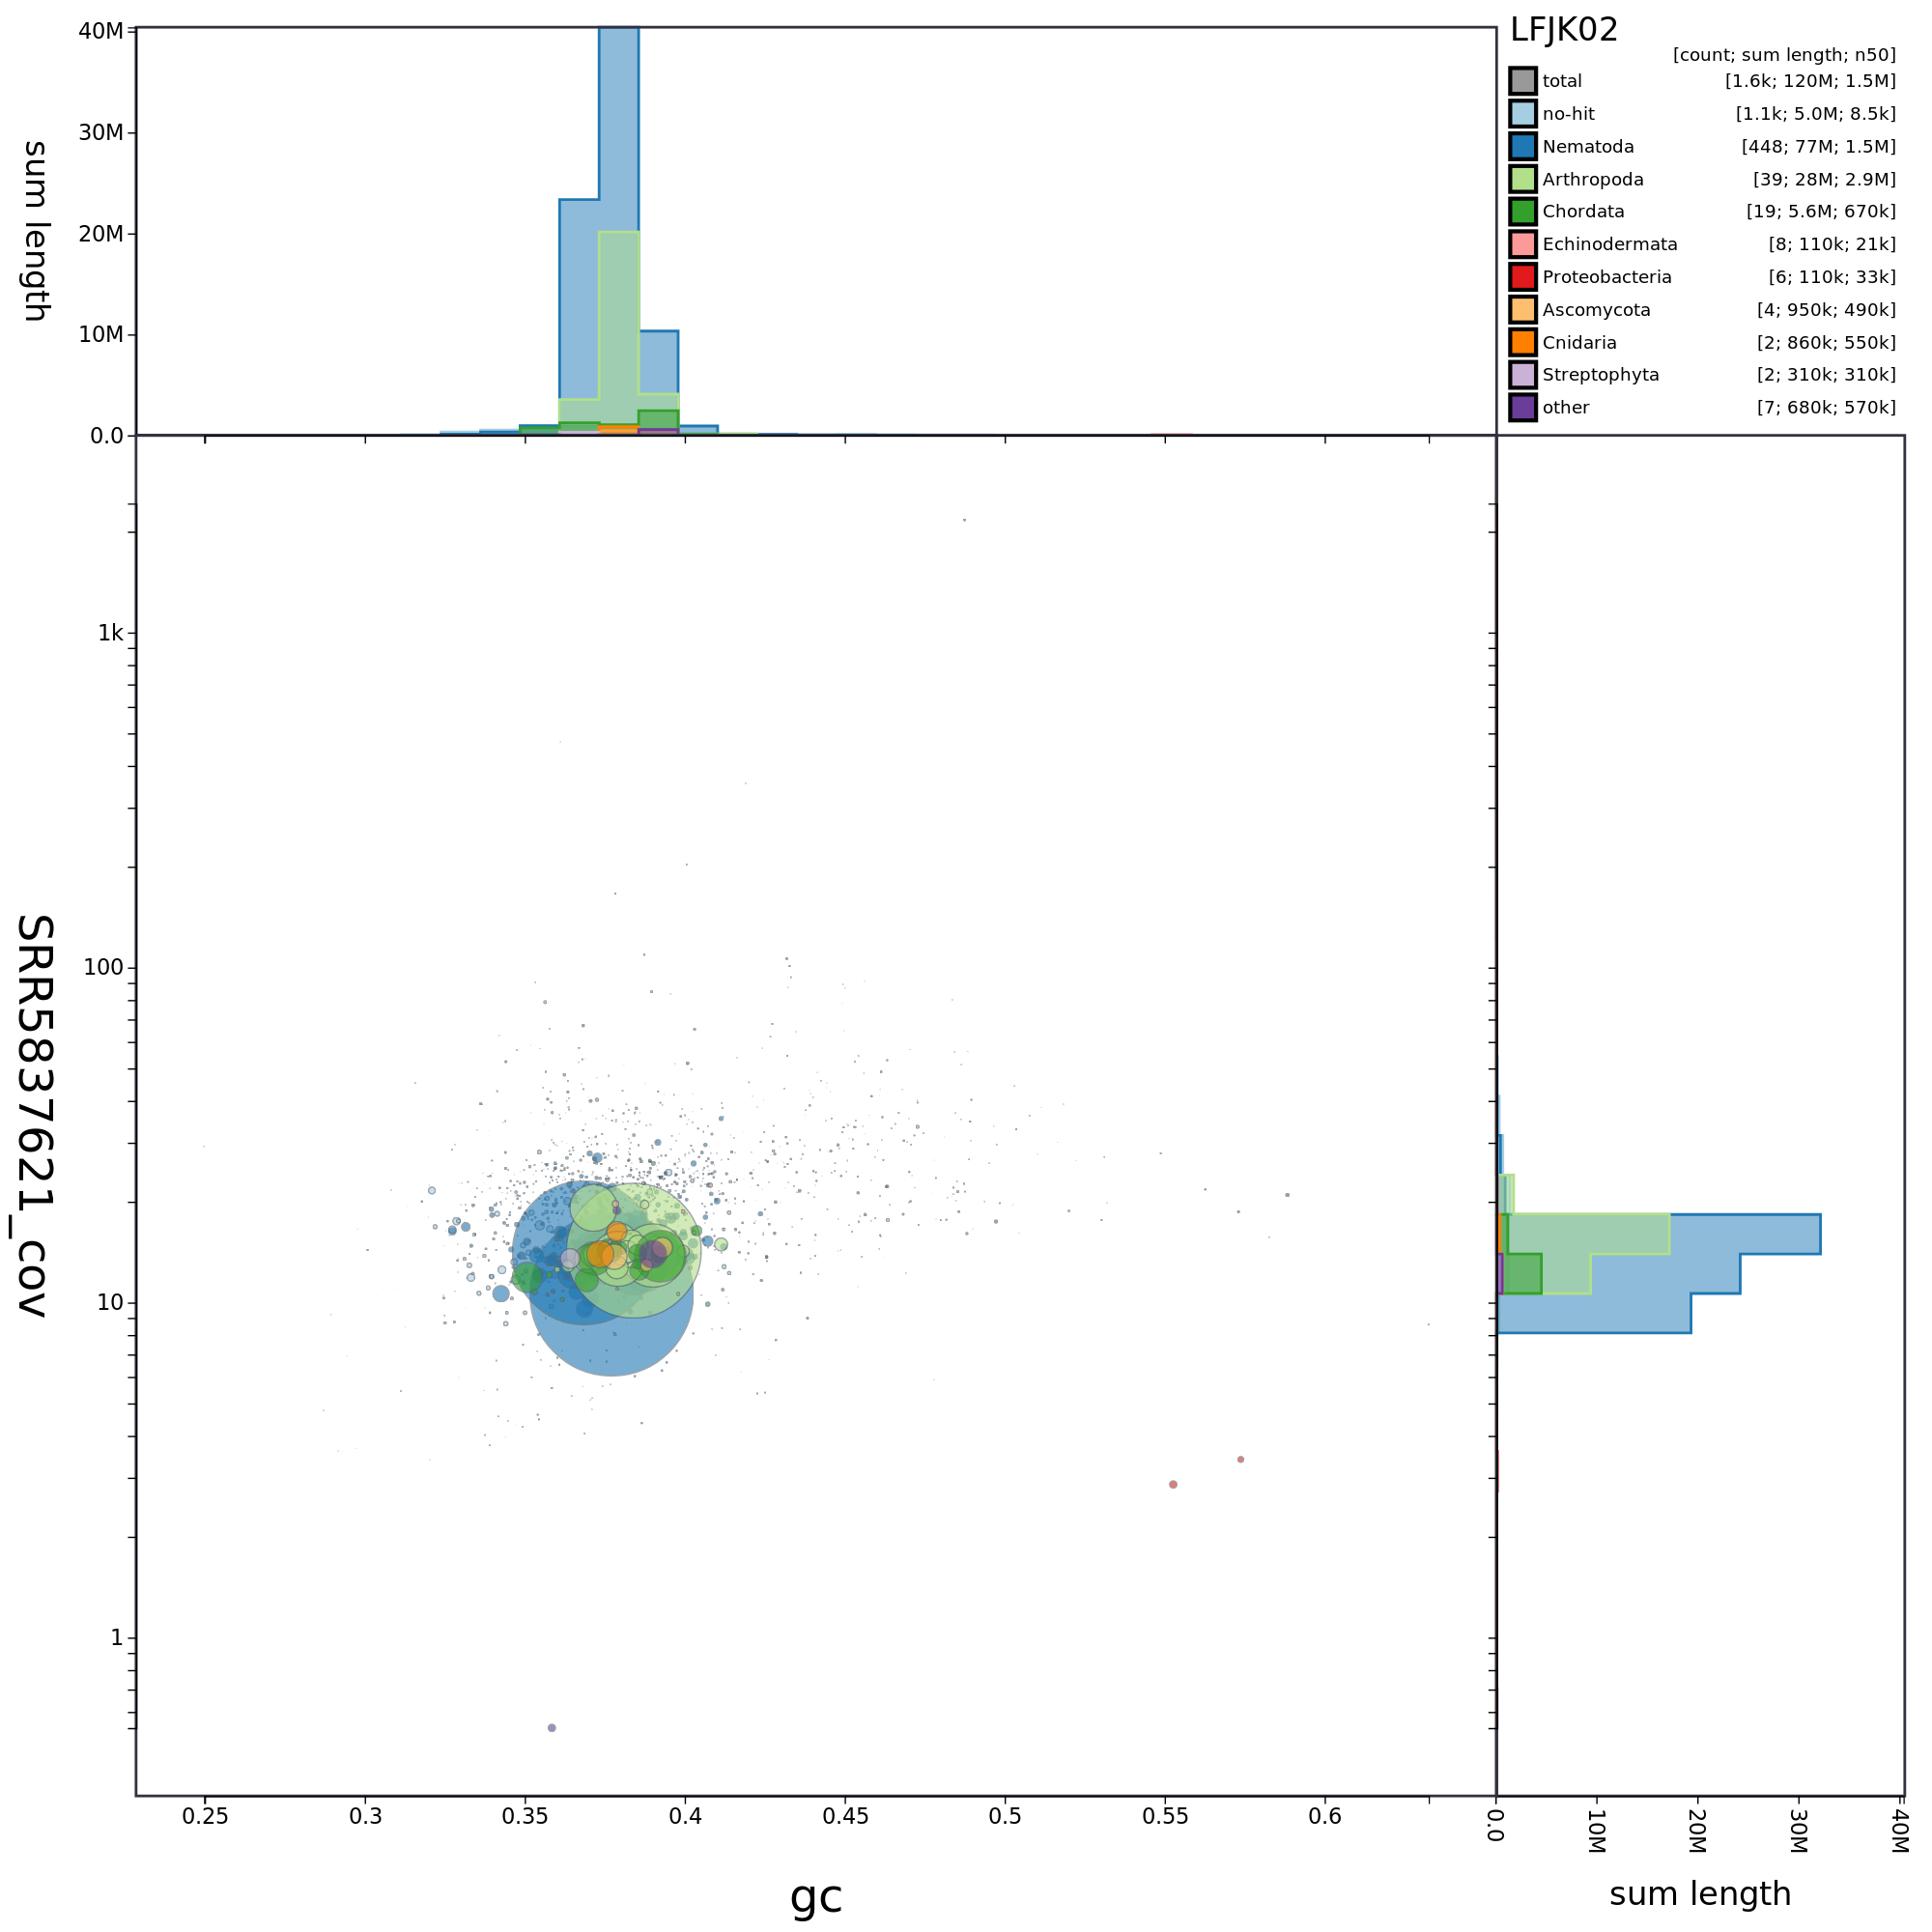 LFJK02
[count; sum length; n50]
total [1.6k; 120M; 1.5M]
no-hit [1.1k; 5.0M; 8.5k]
Nematoda [448; 77M; 1.5M]
Arthropoda [39; 28M; 2.9M]
Chordata [19; 5.6M; 670k]
Echinodermata [8; 110k; 21k]
Proteobacteria [6; 110k; 33k]
Ascomycota [4; 950k; 490k]
Cnidaria [2; 860k; 550k]
Streptophyta [2; 310k; 310k]
other [7; 680k; 570k]
sum length
40M
30M
20M
10M
0.0
SRR5837621_cov
1k
100
10
1
0.25 0.3 0.35 0.4 0.45 0.5 0.55 0.6
gc
0.0 10M 20M 30M 40M
sum length